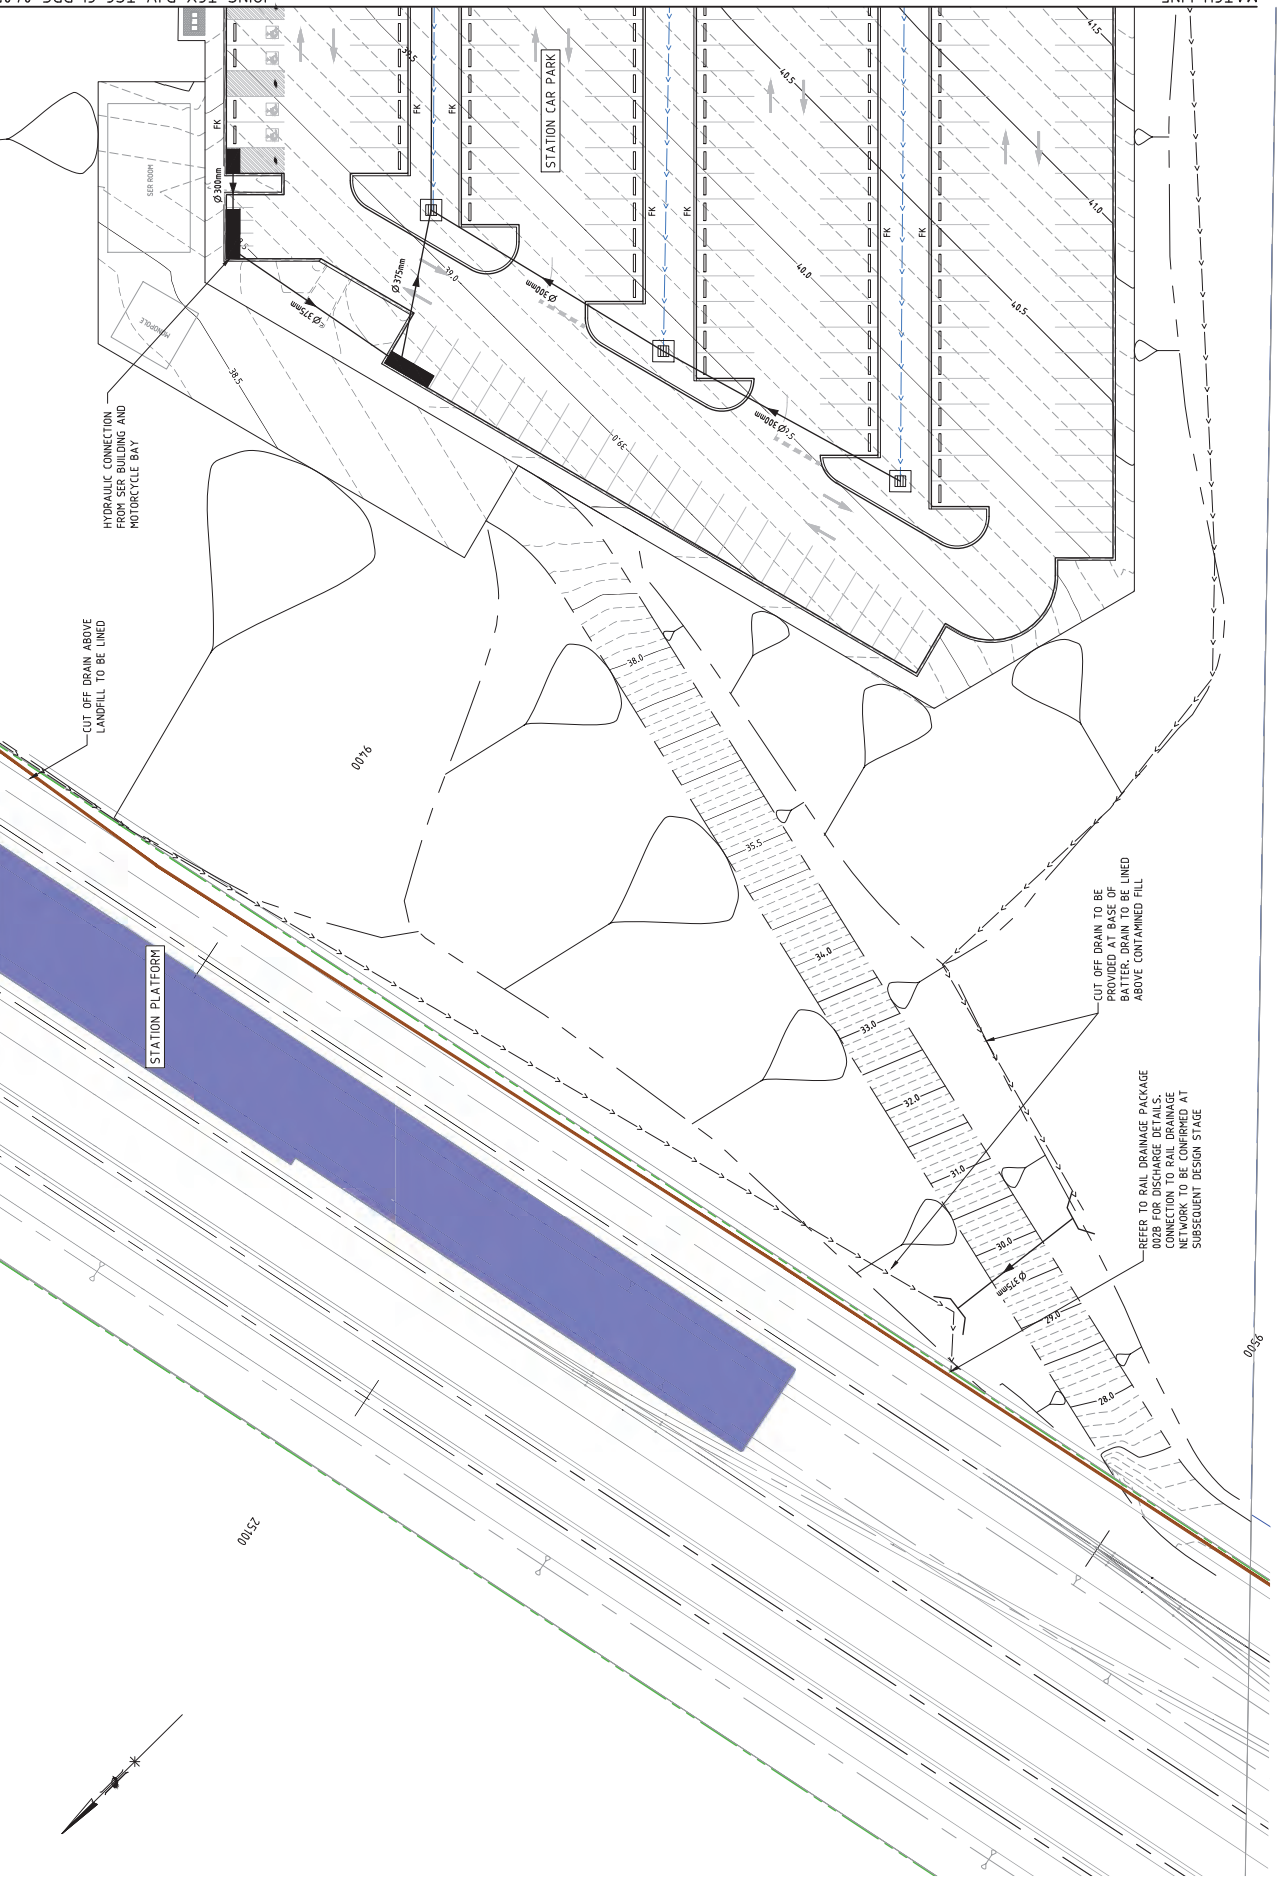 MATCH LINE
41.5
39.5
STATION CAR PARK
40.5
FK
FK
FK
SER ROOM
Ø 300mm
41.0
FK
FK
FK
FK
40.0
39.0
Ø 375mm
Ø 300mm
Ø 375mm
40.5
MONOPOLE
38.5
Ø 300mm
39.0
HYDRAULIC CONNECTION
FROM SER BUILDING AND
MOTORCYCLE BAY
CUT OFF DRAIN ABOVE
LANDFILL TO BE LINED
38.0
9400
35.5
34.0
STATION PLATFORM
CUT OFF DRAIN TO BE
PROVIDED AT BASE OF
BATTER. DRAIN TO BE LINED
ABOVE CONTAMINED FILL
33.0
32.0
31.0
REFER TO RAIL DRAINAGE PACKAGE
002B FOR DISCHARGE DETAILS.
CONNECTION TO RAIL DRAINAGE
NETWORK TO BE CONFIRMED AT
SUBSEQUENT DESIGN STAGE
30.0
Ø 375mm
29.0
9500
28.0
25100